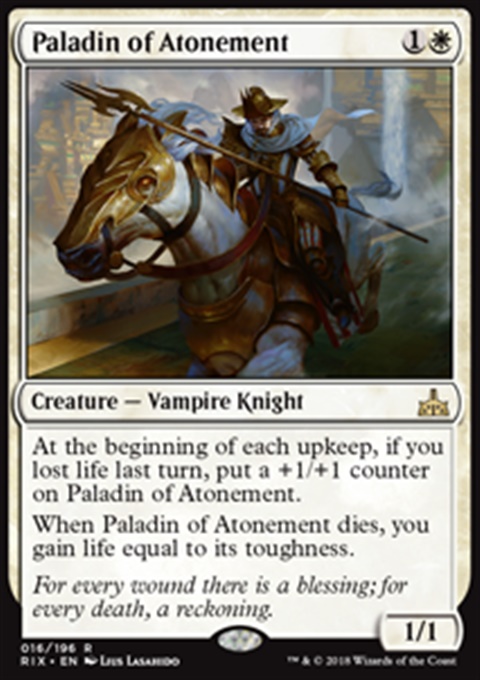 Paladin of Atonement 1
Creature — Vampire Knight
At the beginning of each upkeep, if you
lost life last turn, put a +1/+1 counter
on Paladin of Atonement.
When Paladin of Atonement dies, you
gain life equal to its toughness.
For every wound there is a blessing; for
every death, a reckoning.
1/1
016/196 R
RIX • EN Lius Lasahido
™ & © 2018 Wizards of the Coast